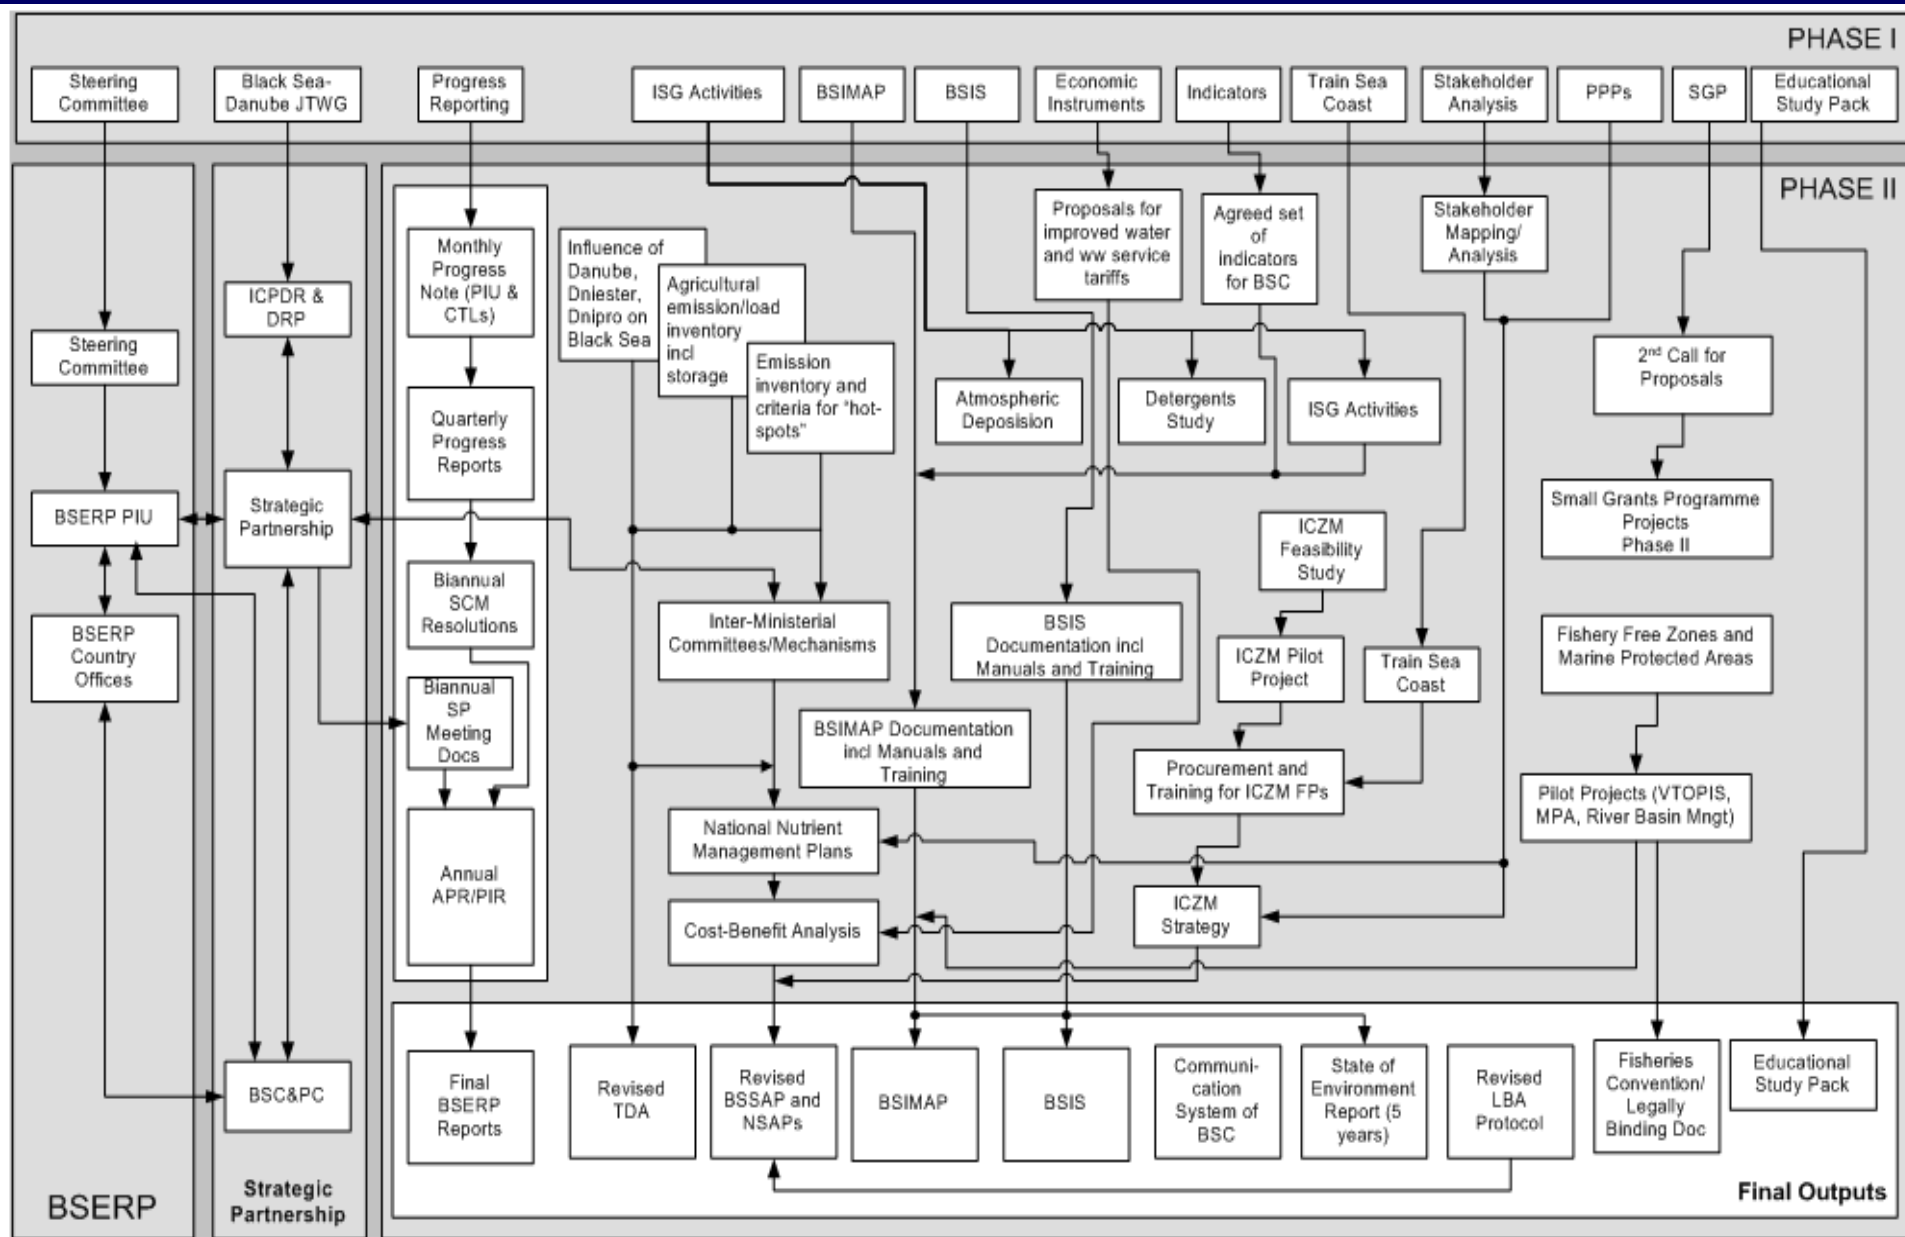 PHASE I
Steering
Committee
Black Sea-
Danube JTWG
Progress
Reporting
ISG Activities
BSIMAP
BSIS
Economic
Instruments
Indicators
Train Sea
Coast
Stakeholder
Analysis
PPPs
SGP
Educational
Study Pack
PHASE II
Monthly
Progress
Note (PIU &
CTLs)
Influence of
Danube,
Dniester,
Dnipro on
Black Sea
Agricultural
emission/load
inventory
incl
storage
Emission
inventory and
criteria for "hot-
spots"
Proposals for
improved water
and ww service
tariffs
Agreed set
of
indicators
for BSC
Stakeholder
Mapping/
Analysis
ICPDR &
DRP
Steering
Committee
2nd Call for
Proposals
Quarterly
Progress
Reports
Atmospheric
Deposision
Detergents
Study
ISG Activities
BSERP PIU
Strategic
Partnership
Small Grants Programme
Projects
Phase II
ICZM
Feasibility
Study
Biannual
SCM
Resolutions
Inter-Ministerial
Committees/Mechanisms
BSIS
Documentation incl
Manuals and Training
BSERP
Country
Offices
ICZM Pilot
Project
Train Sea
Coast
Fishery Free Zones and
Marine Protected Areas
Biannual
SP
Meeting
Docs
BSIMAP Documentation
incl Manuals and
Training
Procurement and
Training for ICZM FPs
Pilot Projects (VTOPIS,
MPA, River Basin Mngt)
National Nutrient
Management Plans
Annual
APR/PIR
Cost-Benefit Analysis
ICZM
Strategy
BSC&PC
Final
BSERP
Reports
Revised
TDA
Revised
BSSAP and
NSAPs
BSIMAP
BSIS
Communi-
cation
System of
BSC
State of
Environment
Report (5
years)
Revised
LBA
Protocol
Fisheries
Convention/
Legally
Binding Doc
Educational
Study Pack
BSERP
Strategic
Partnership
Final Outputs